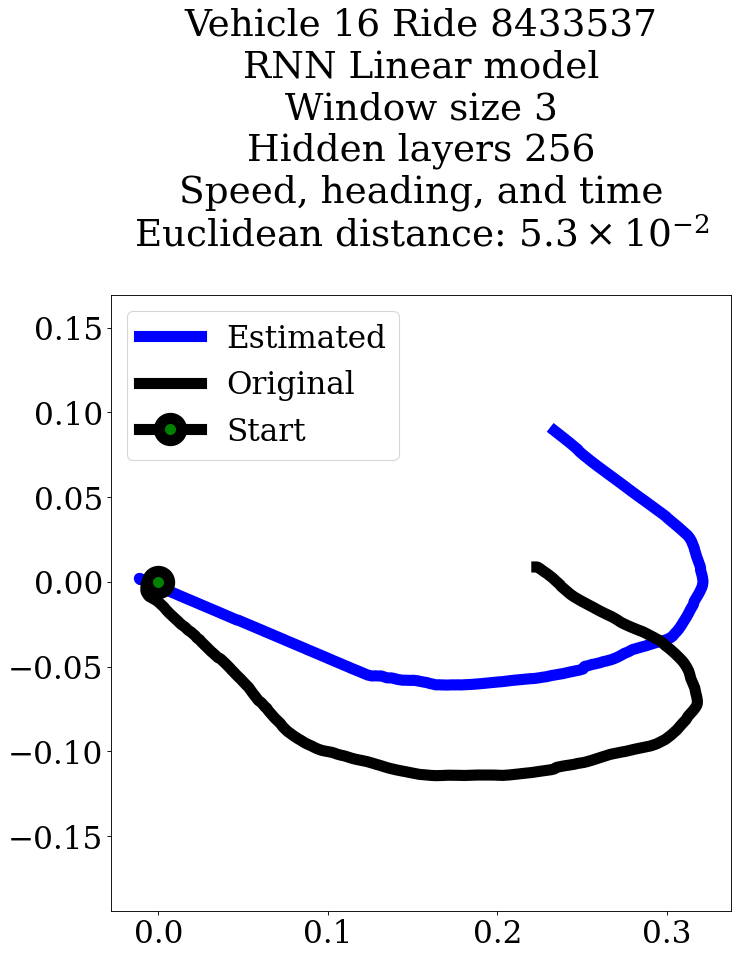 Vehicle 16 Ride 8433537
RNN Linear model
Window size 3
Hidden layers 256
Speed, heading, and time
Euclidean distance: 5.3 × 10⁻²
Estimated
Original
Start
0.15
0.10
0.05
0.00
−0.05
−0.10
−0.15
0.0 0.1 0.2 0.3